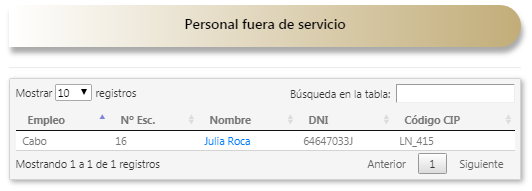 Personal fuera de servicio
Mostrar 10 registros Búsqueda en la tabla:
Empleo Nº Esc. Nombre DNI Código CIP
Cabo 16 Julia Roca 64647033J LN_415
Mostrando 1 a 1 de 1 registros Anterior 1 Siguiente